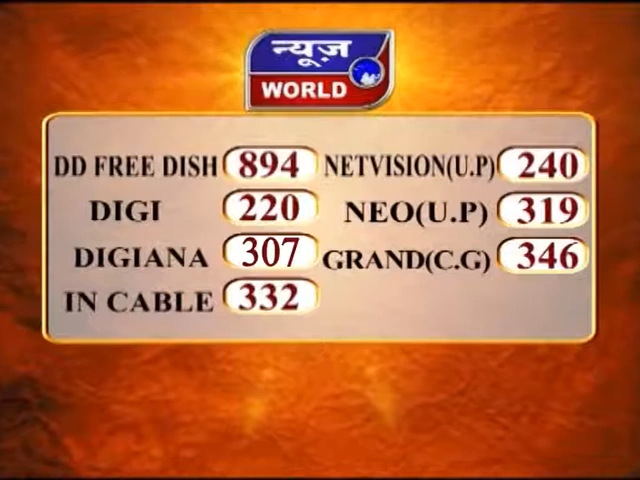 न्यूज़
WORLD
DD FREE DISH 894 NETVISION(U.P) 240
DIGI 220 NEO(U.P) 319
DIGIANA 307 GRAND(C.G) 346
IN CABLE 332